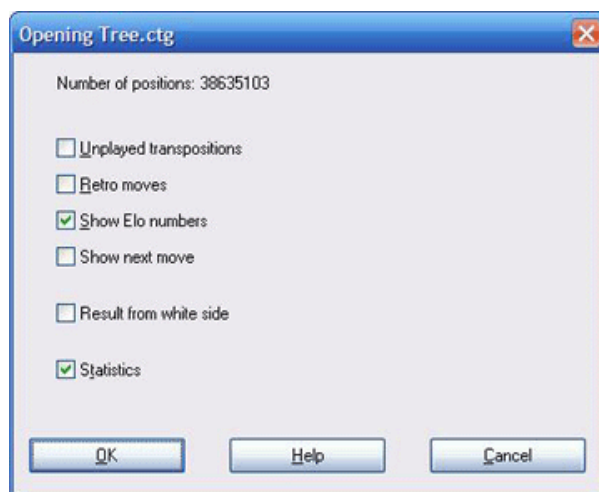 Opening Tree.ctg
Number of positions: 38635103
Unplayed transpositions
Retro moves
Show Elo numbers
Show next move
Result from white side
Statistics
OK Help Cancel